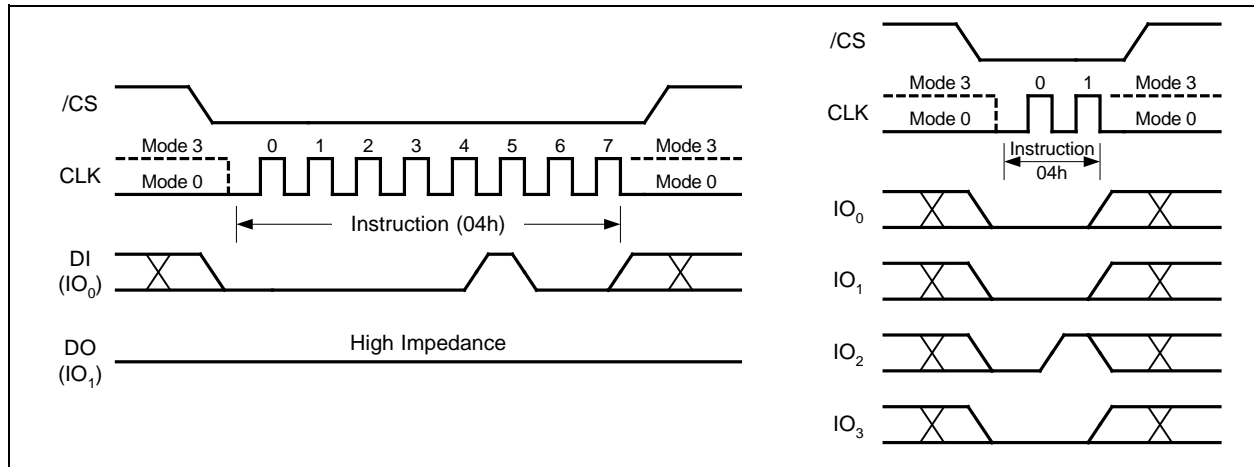 /CS
Mode 3 0 1 2 3 4 5 6 7 Mode 3
CLK
Mode 0 Mode 0
Instruction (04h)
DI
(IO0)
High Impedance
DO
(IO1)
/CS
Mode 3 0 1 Mode 3
CLK
Mode 0 Mode 0
Instruction
04h
IO0
IO1
IO2
IO3